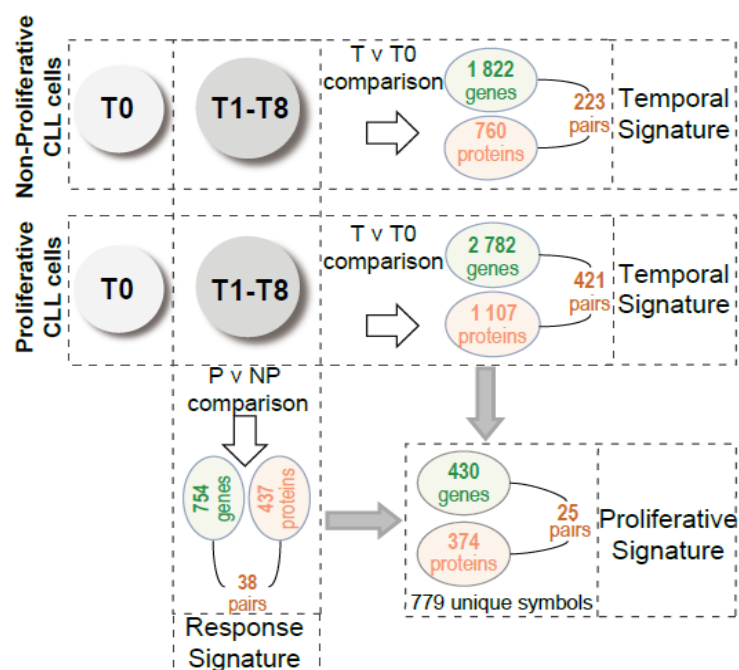 Non-Proliferative
CLL cells
T0
T1-T8
T v T0
comparison
1 822
genes
760
proteins
223
pairs
Temporal
Signature
Proliferative
CLL cells
T0
T1-T8
T v T0
comparison
2 782
genes
1 107
proteins
421
pairs
Temporal
Signature
P v NP
comparison
754
genes
437
proteins
38
pairs
Response
Signature
430
genes
374
proteins
25
pairs
Proliferative
Signature
779 unique symbols